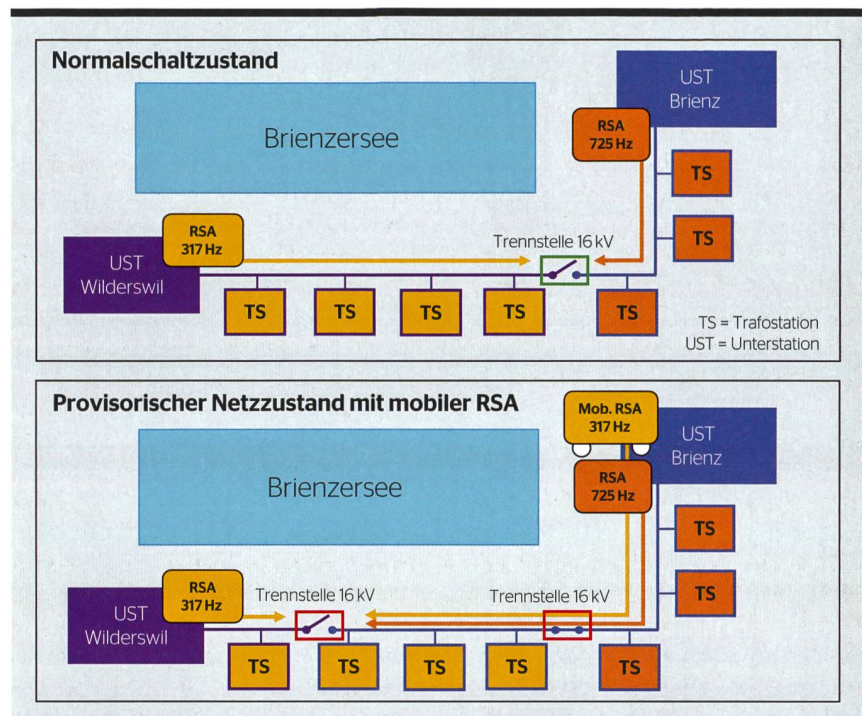 Normalschaltzustand
UST
Brienz
Brienzersee
RSA
725 Hz
TS
RSA
317 Hz
TS
Trennstelle 16 kV
UST
Wilderswil
TS
TS
TS
TS
TS
TS = Trafostation
UST = Unterstation
Provisorischer Netzzustand mit mobiler RSA
Mob. RSA
317 Hz
UST
Brienz
Brienzersee
RSA
725 Hz
TS
RSA
317 Hz
Trennstelle 16 kV
Trennstelle 16 kV
TS
UST
Wilderswil
TS
TS
TS
TS
TS